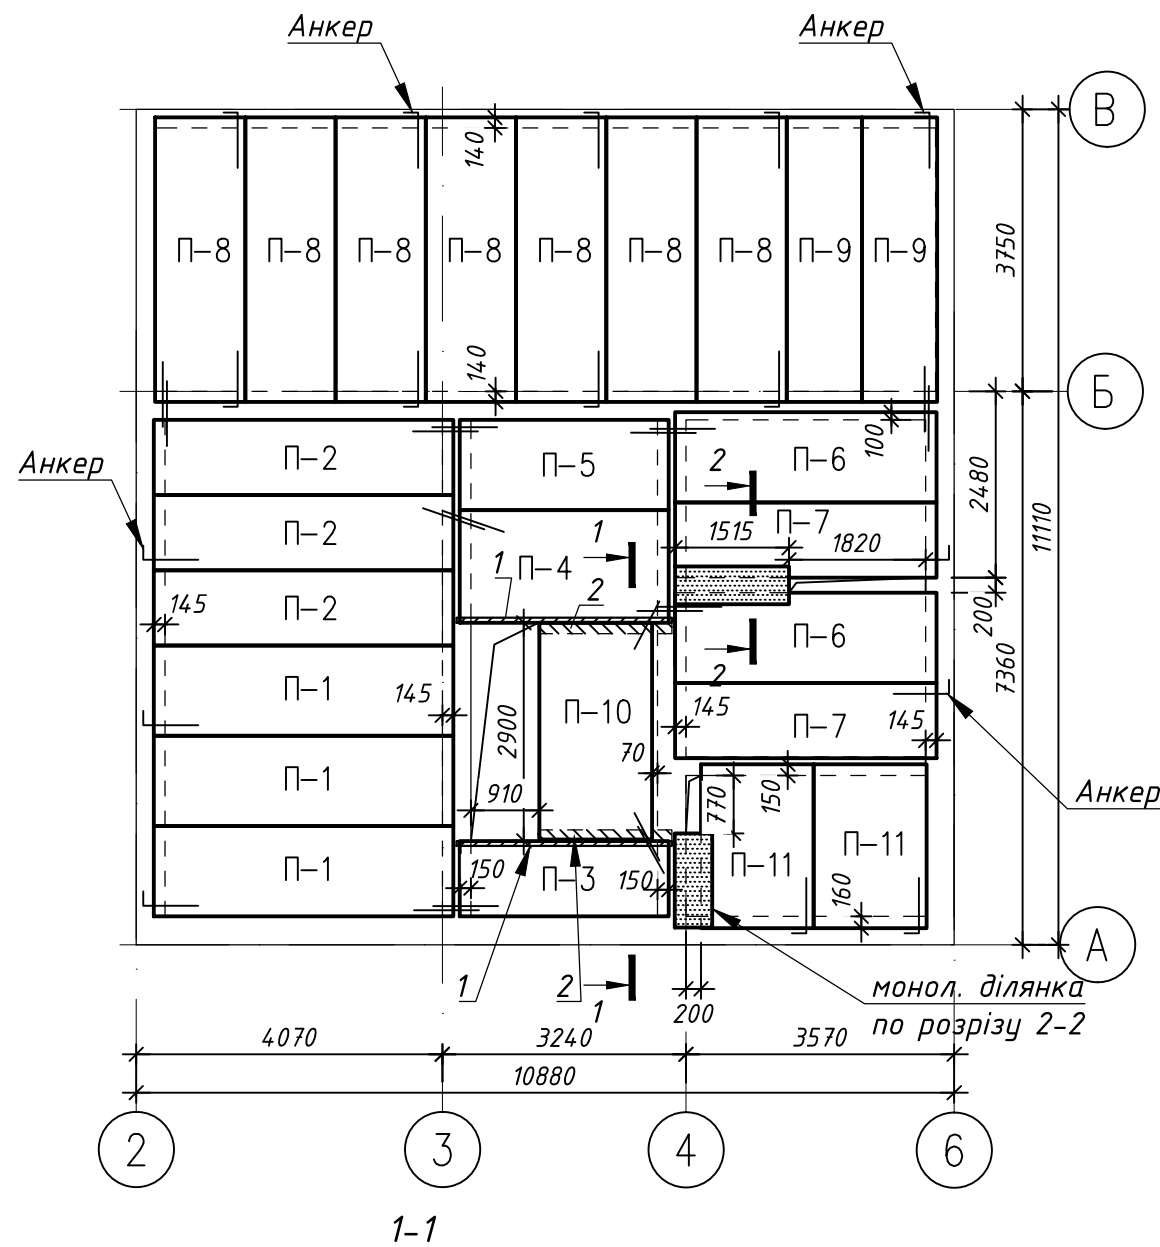 Анкер
Анкер
В
140
П-8
П-8
П-8
П-8
П-8
П-8
П-8
П-9
П-9
3750
140
Б
Анкер
П-2
П-5
2
П-6
100
2480
11110
П-2
1
1515
П-7
1820
1
П-4
2
145
П-2
200
П-6
7360
2
П-1
145
2900
П-10
145
П-7
145
70
П-1
910
770
150
Анкер
П-1
150
П-3
150
П-11
П-11
160
А
1
2
1
200
монол. ділянка
по розрізу 2-2
4070
3240
3570
10880
2
3
4
6
1-1